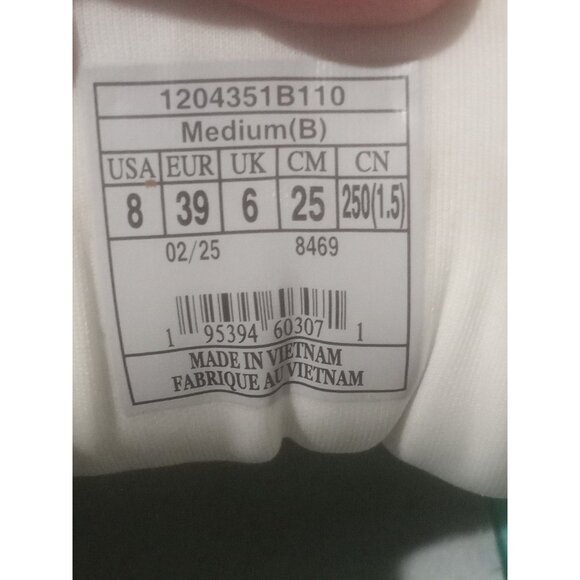 1204351B110
Medium(B)
USA EUR UK CM CN
8 39 6 25 250(1.5)
02/25 8469
1 95394 60307 1
MADE IN VIETNAM
FABRIQUE AU VIETNAM